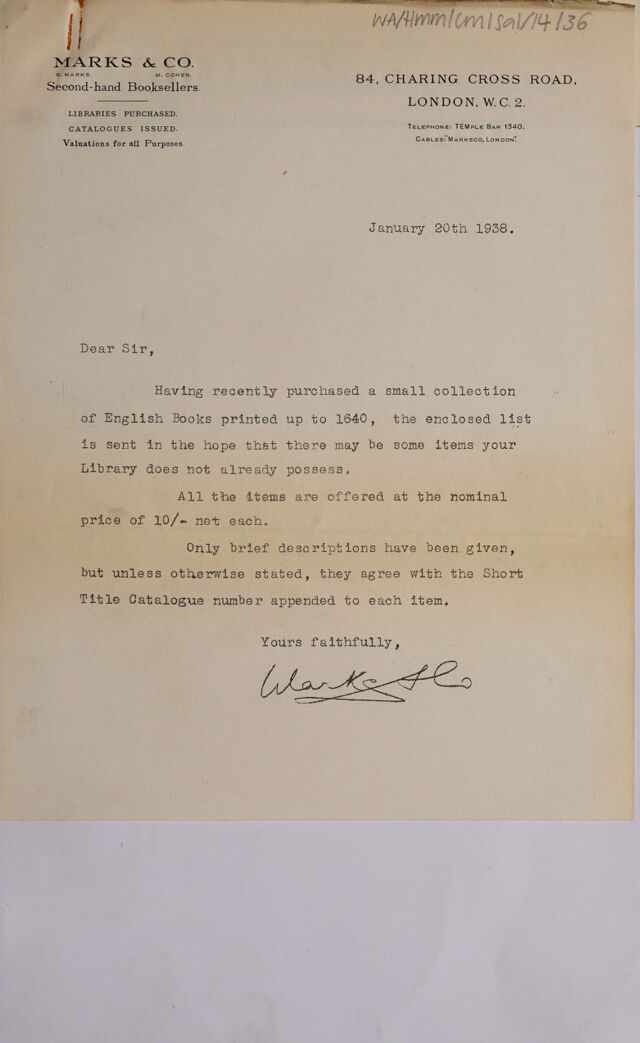 WA/Hmm/Cm/Sal/14/36
MARKS & CO.
B. MARKS. M. COHEN.
Second-hand Booksellers.
LIBRARIES PURCHASED.
CATALOGUES ISSUED.
Valuations for all Purposes.
84, CHARING CROSS ROAD,
LONDON, W.C. 2.
TELEPHONE: TEMPLE BAR 1340.
CABLES: "MARKSCO, LONDON".
January 20th 1938.
Dear Sir,
Having recently purchased a small collection
of English Books printed up to 1640, the enclosed list
is sent in the hope that there may be some items your
Library does not already possess.
All the items are offered at the nominal
price of 10/- net each.
Only brief descriptions have been given,
but unless otherwise stated, they agree with the Short
Title Catalogue number appended to each item.
Yours faithfully,
Marks & Co